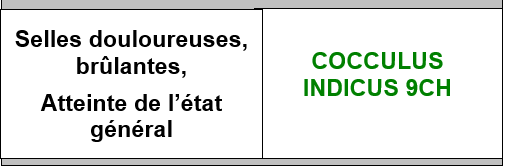 Selles douloureuses,
brûlantes,
Atteinte de l’état
général
COCCULUS
INDICUS 9CH